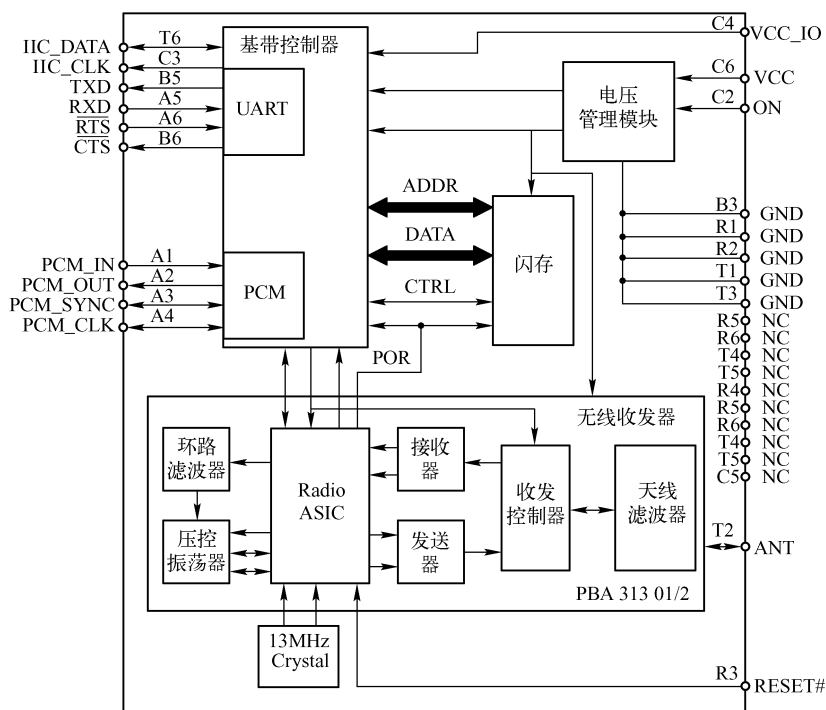 IIC_DATA T6
IIC_CLK C3
TXD B5
RXD A5
RTS A6
CTS B6
PCM_IN A1
PCM_OUT A2
PCM_SYNC A3
PCM_CLK A4
基带控制器
UART
PCM
ADDR
DATA
CTRL
POR
闪存
电压
管理模块
C4 VCC_IO
C6 VCC
C2 ON
B3 GND
R1 GND
R2 GND
T1 GND
T3 GND
R5 NC
R6 NC
T4 NC
T5 NC
R4 NC
R5 NC
R6 NC
T4 NC
T5 NC
C5 NC
无线收发器
环路
滤波器
压控
振荡器
Radio
ASIC
接收
器
发送
器
收发
控制器
天线
滤波器
T2 ANT
PBA 313 01/2
13MHz
Crystal
R3 RESET#